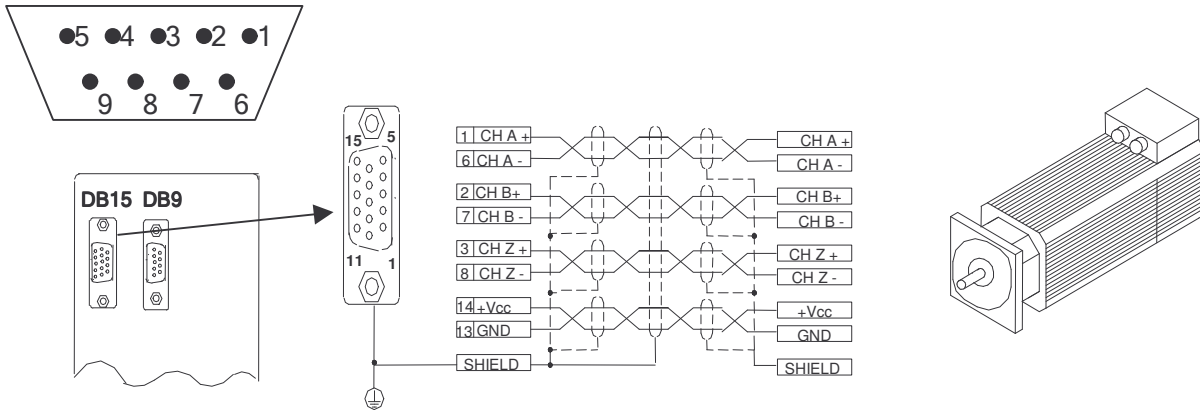 5 4 3 2 1
9 8 7 6
DB15 DB9
15 5
11 1
1 CH A +
6 CH A -
2 CH B+
7 CH B -
3 CH Z +
8 CH Z -
14 +Vcc
13 GND
SHIELD
CH A +
CH A -
CH B+
CH B -
CH Z +
CH Z -
+Vcc
GND
SHIELD